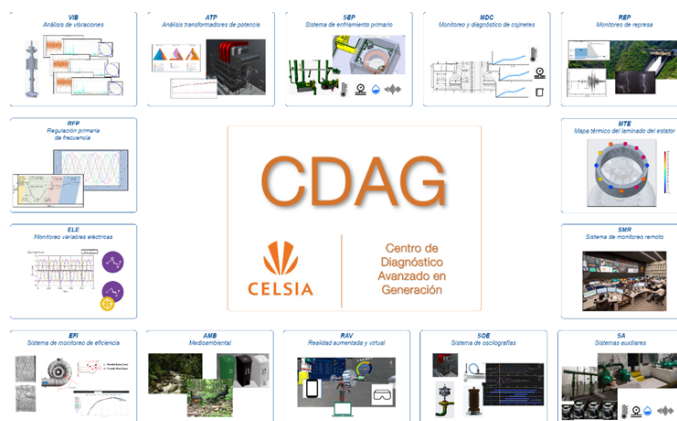 VIB
Análisis de vibraciones
ATP
Análisis transformadores de potencia
SEP
Sistema de enfriamiento primario
MDC
Monitoreo y diagnóstico de cojinetes
REP
Monitoreo de represa
RFP
Regulación primaria
de frecuencia
MTE
Mapa térmico del laminado del estator
CDAG
CELSIA
Centro de
Diagnóstico
Avanzado en
Generación
ELE
Monitoreo variables eléctricas
SMR
Sistema de monitoreo remoto
EFI
Sistema de monitoreo de eficiencia
AMB
Medioambiental
RAV
Realidad aumentada y virtual
SOE
Sistema de oscilografías
SA
Sistemas auxiliares